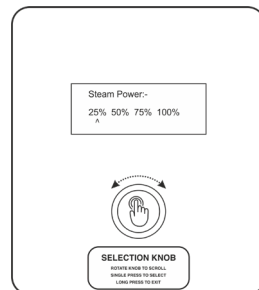 Steam Power:-
25% 50% 75% 100%
^
SELECTION KNOB
ROTATE KNOB TO SCROLL
SINGLE PRESS TO SELECT
LONG PRESS TO EXIT